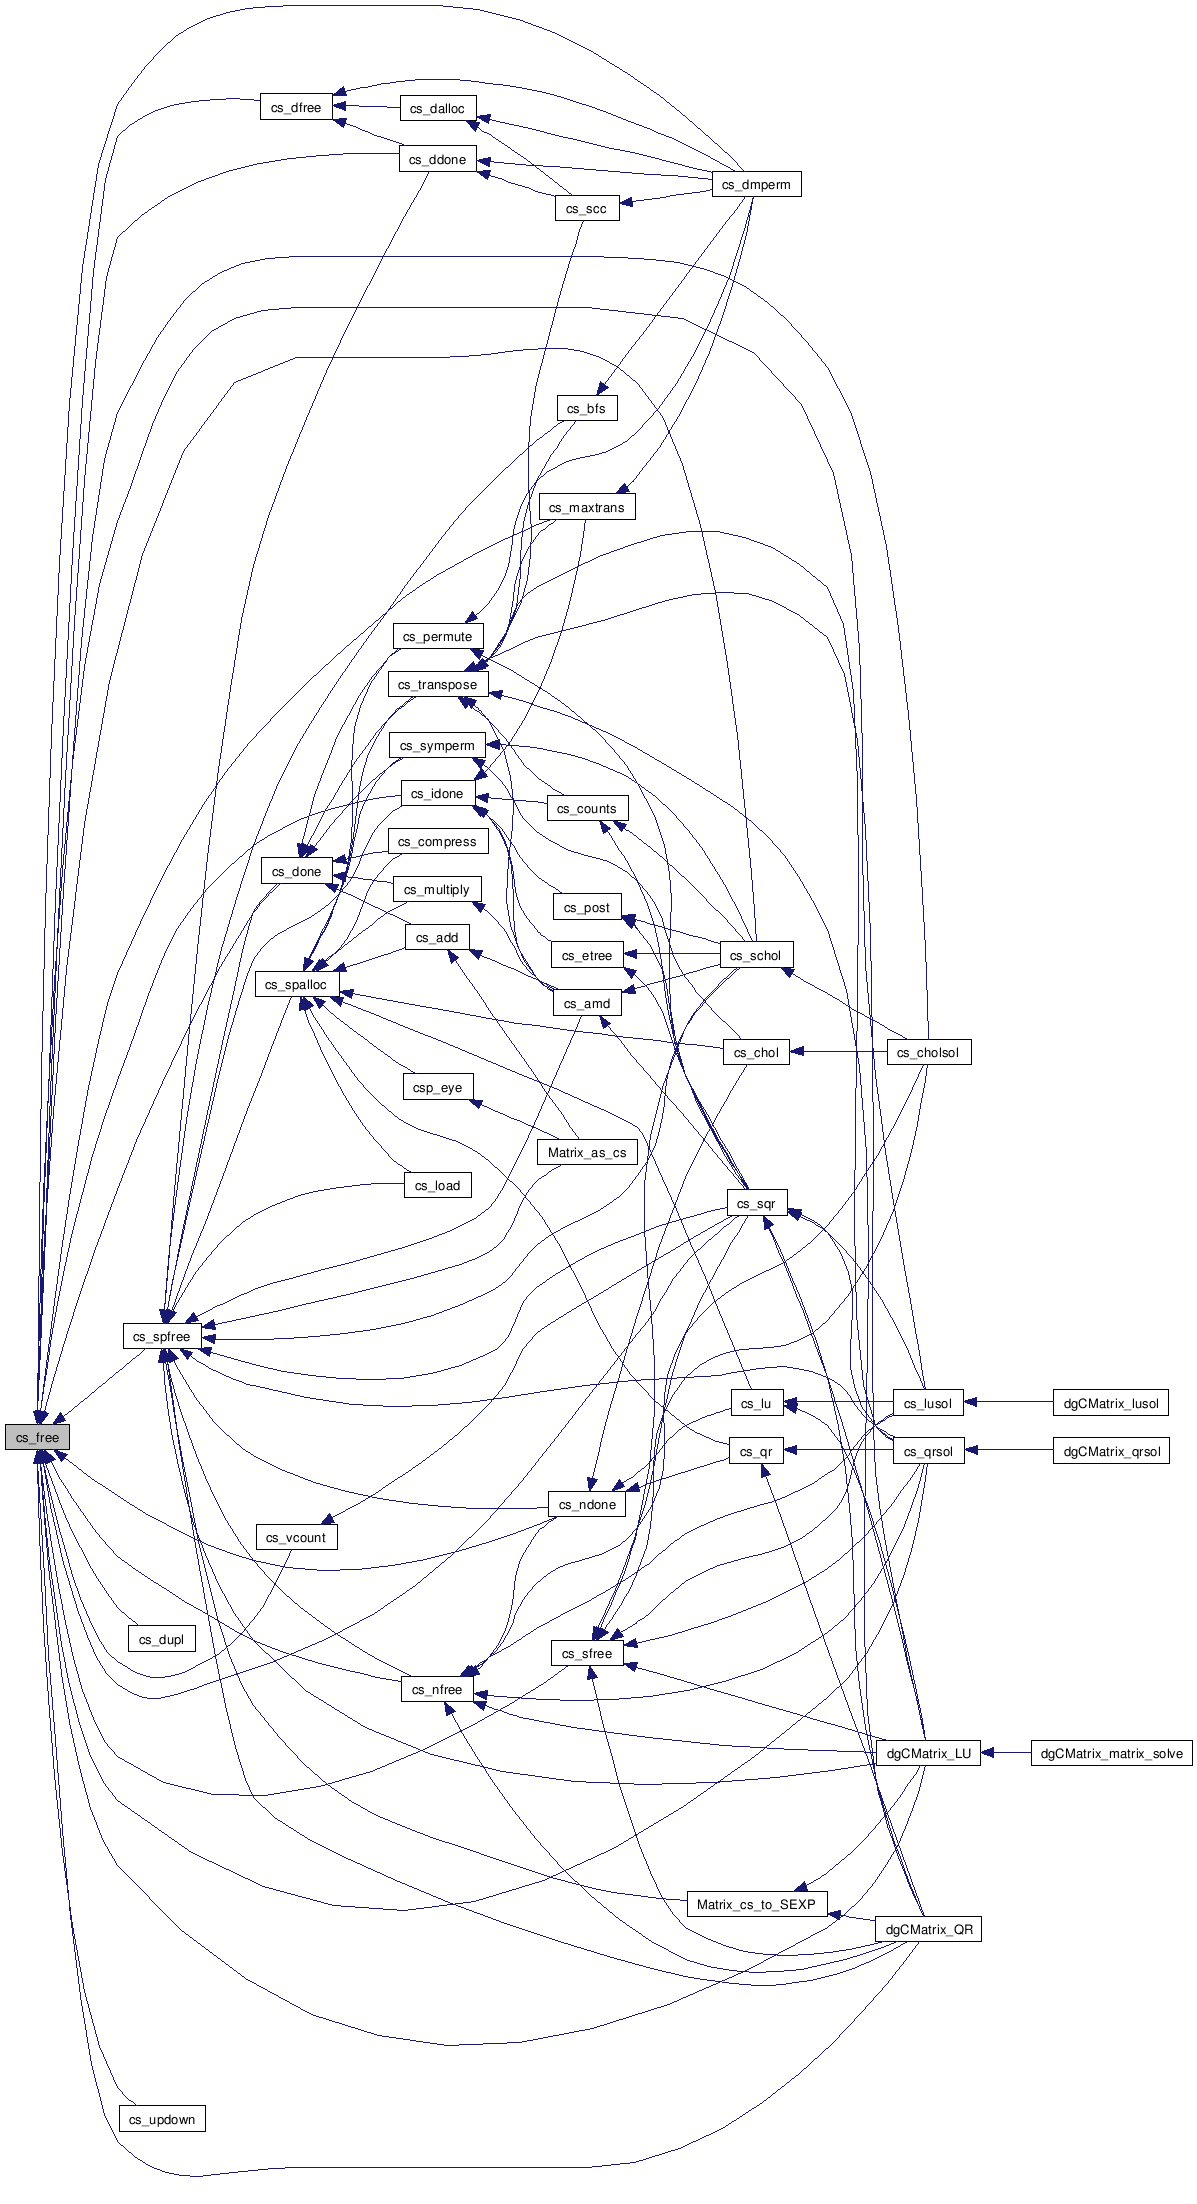 cs_dfree
cs_dalloc
cs_ddone
cs_dmperm
cs_scc
cs_bfs
cs_maxtrans
cs_permute
cs_transpose
cs_symperm
cs_idone
cs_counts
cs_compress
cs_done
cs_multiply
cs_post
cs_add
cs_etree
cs_schol
cs_spalloc
cs_amd
cs_chol
cs_cholsol
csp_eye
Matrix_as_cs
cs_load
cs_sqr
cs_spfree
cs_lu
cs_lusol
dgCMatrix_lusol
cs_free
cs_qr
cs_qrsol
dgCMatrix_qrsol
cs_ndone
cs_vcount
cs_dupl
cs_sfree
cs_nfree
dgCMatrix_LU
dgCMatrix_matrix_solve
Matrix_cs_to_SEXP
dgCMatrix_QR
cs_updown